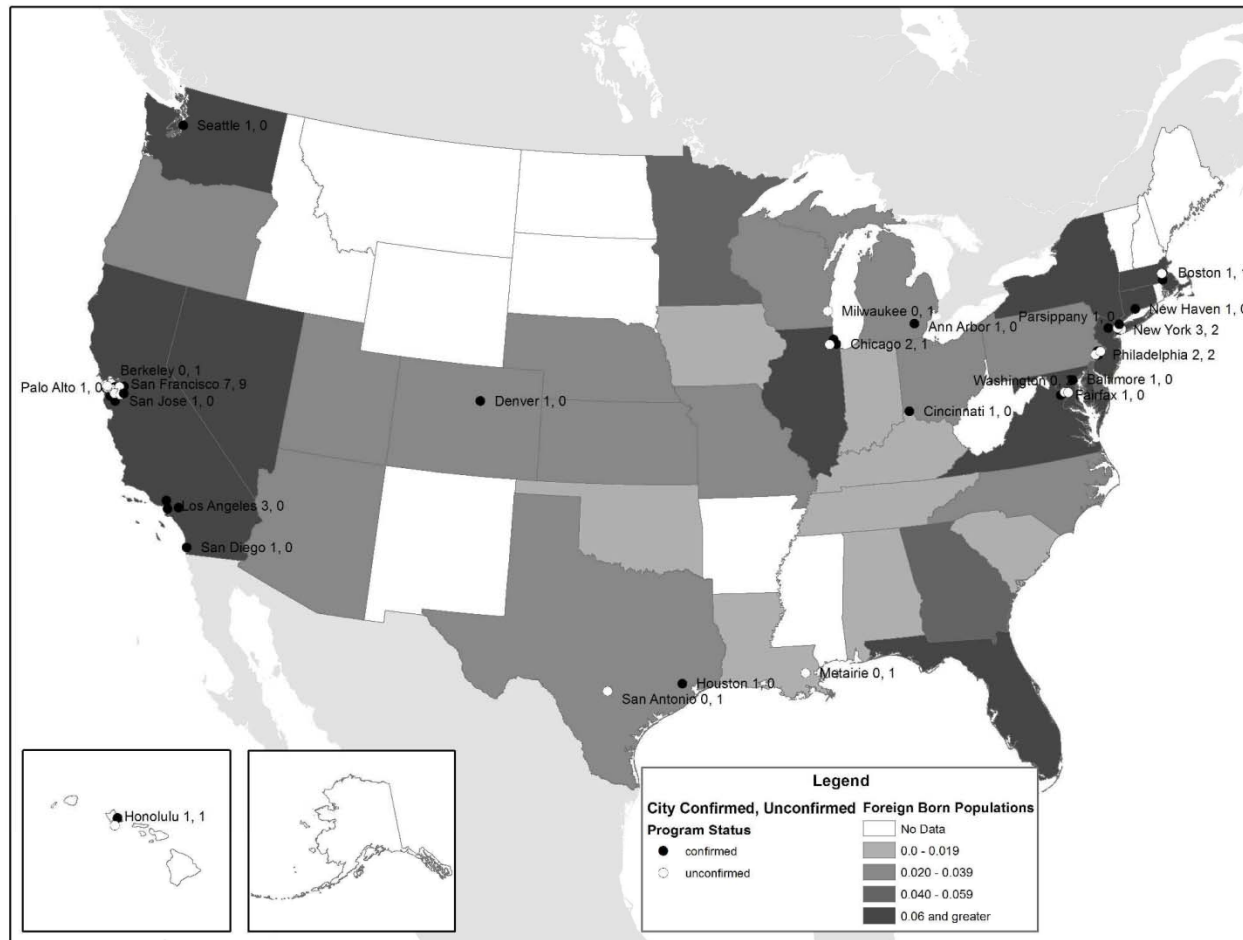 Seattle 1, 0
Boston 1, 1
Milwaukee 0, 1
Ann Arbor 1, 0
Parsippany 1, 0
New Haven 1, 0
New York 3, 2
Chicago 2, 1
Philadelphia 2, 2
Berkeley 0, 1
Palo Alto 1, 0
San Francisco 7, 9
San Jose 1, 0
Denver 1, 0
Washington 0,
Baltimore 1, 0
Fairfax 1, 0
Cincinnati 1, 0
Los Angeles 3, 0
San Diego 1, 0
Metairie 0, 1
Houston 1, 0
San Antonio 0, 1
Honolulu 1, 1
Legend
City Confirmed, Unconfirmed
Program Status
confirmed
unconfirmed
Foreign Born Populations
No Data
0.0 - 0.019
0.020 - 0.039
0.040 - 0.059
0.06 and greater